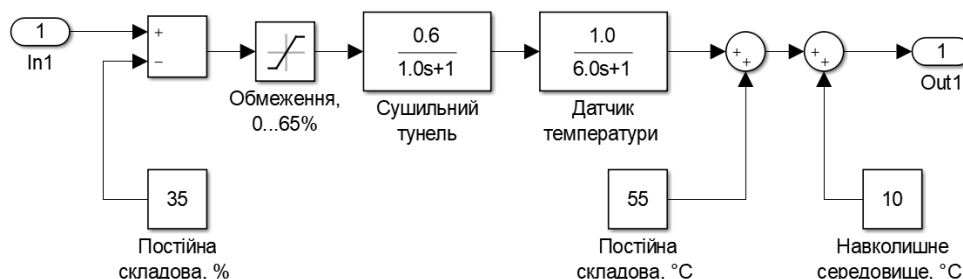 1
In1
+
−
Обмеження,
0...65%
0.6
1.0s+1
Сушильний
тунель
1.0
6.0s+1
Датчик
температури
+
+
+
+
1
Out1
35
Постійна
складова, %
55
Постійна
складова, °C
10
Навколишне
середовище, °C